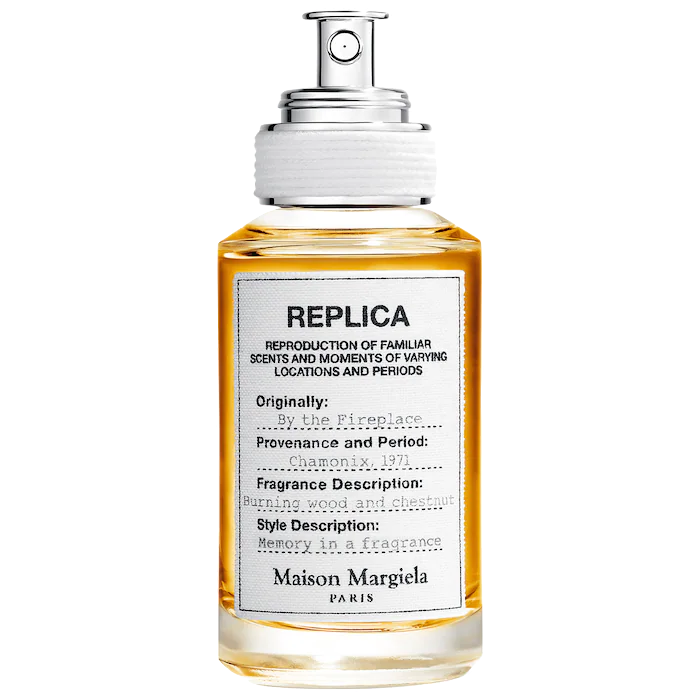 REPLICA
REPRODUCTION OF FAMILIAR
SCENTS AND MOMENTS OF VARYING
LOCATIONS AND PERIODS
Originally:
By the Fireplace
Provenance and Period:
Chamonix, 1971
Fragrance Description:
Burning wood and chestnut
Style Description:
Memory in a fragrance
Maison Margiela
PARIS